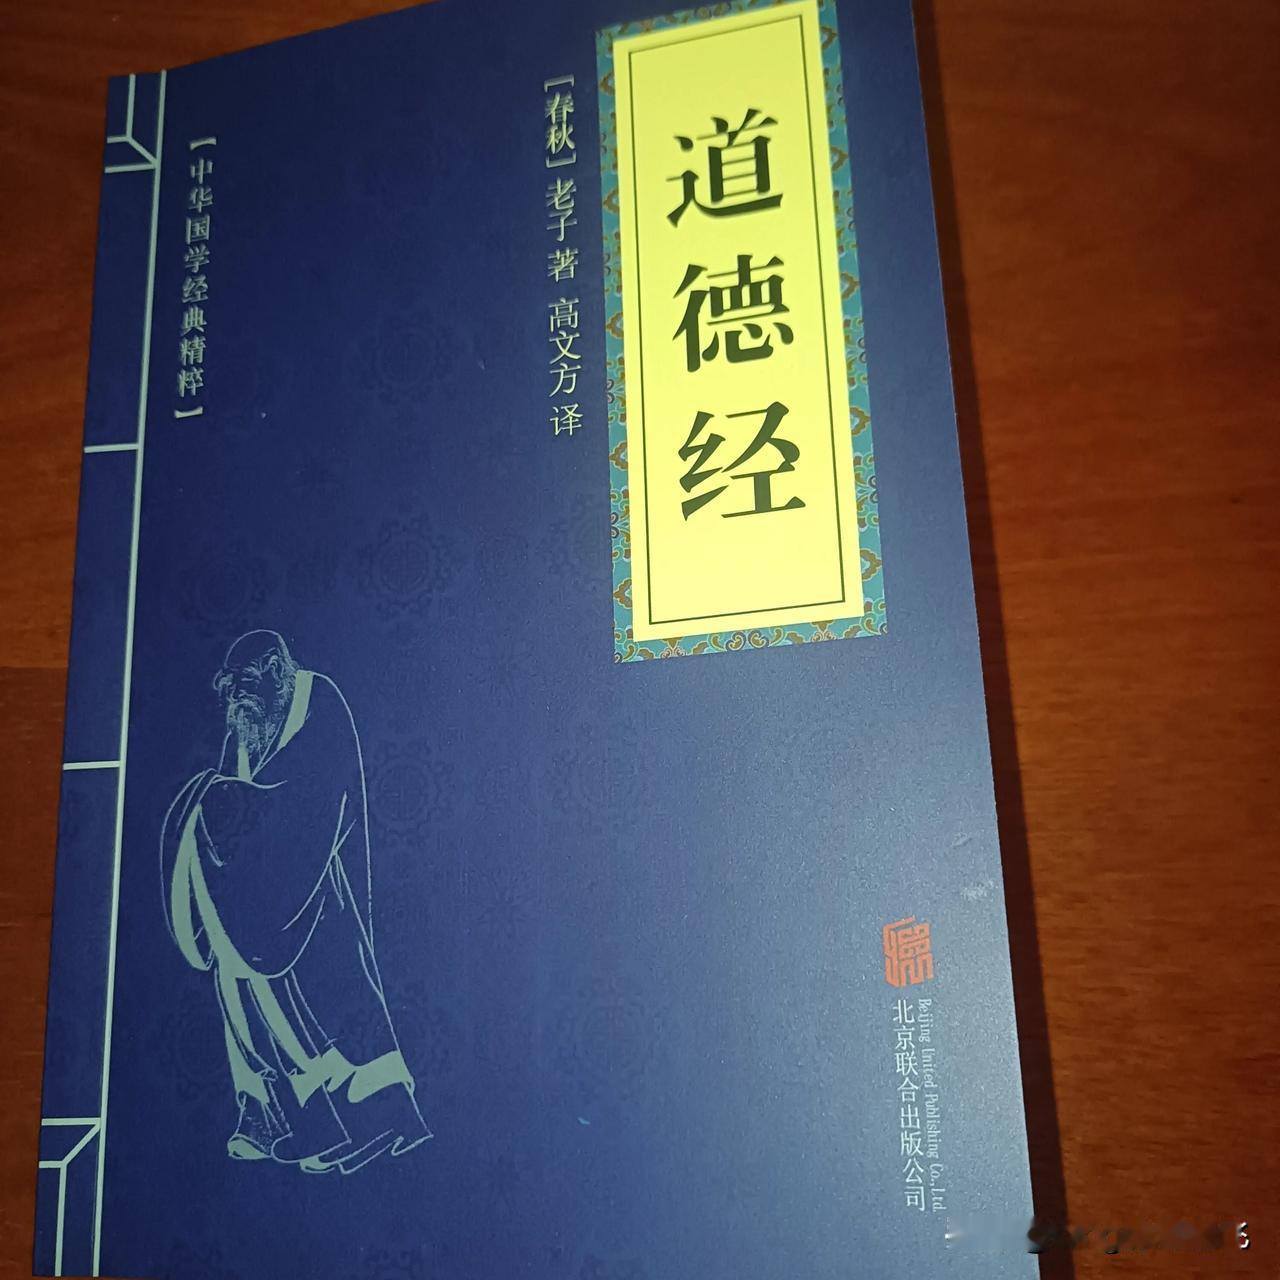 道德经
[春秋] 老子 著 高文方 译
【中华国学经典精粹】
北京联合出版公司
Beijing United Publishing Co., Ltd.